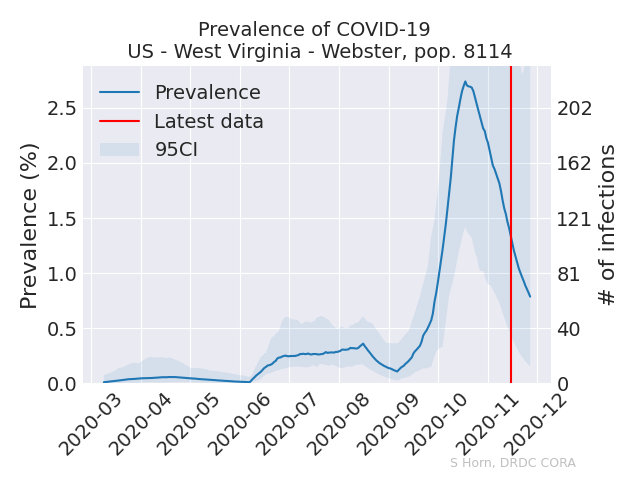 Prevalence of COVID-19
US - West Virginia - Webster, pop. 8114
Prevalence
Latest data
95CI
Prevalence (%)
2.5
2.0
1.5
1.0
0.5
0.0
202
162
121
81
40
0
# of infections
2020-03
2020-04
2020-05
2020-06
2020-07
2020-08
2020-09
2020-10
2020-11
2020-12
S Horn, DRDC CORA